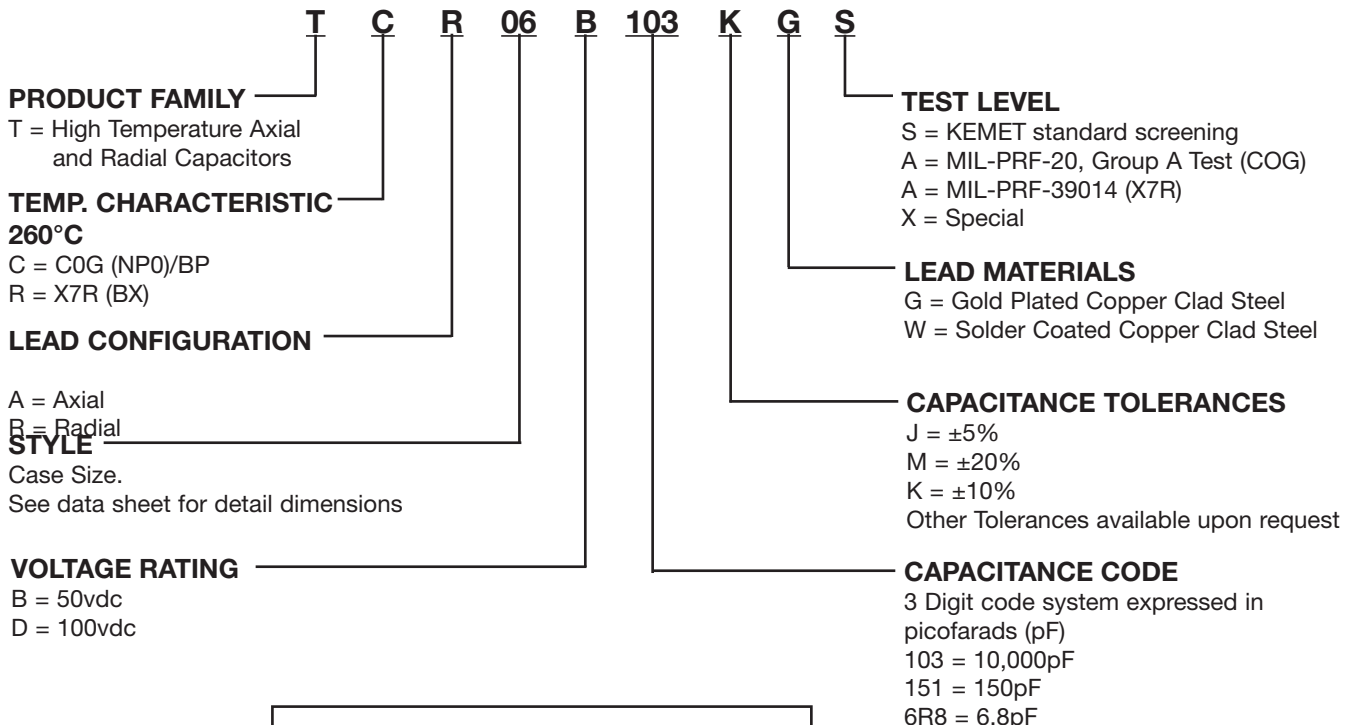 T C R 06 B 103 K G S
PRODUCT FAMILY
T = High Temperature Axial
and Radial Capacitors
TEMP. CHARACTERISTIC
260°C
C = C0G (NP0)/BP
R = X7R (BX)
LEAD CONFIGURATION
A = Axial
R = Radial
STYLE
Case Size.
See data sheet for detail dimensions
VOLTAGE RATING
B = 50vdc
D = 100vdc
TEST LEVEL
S = KEMET standard screening
A = MIL-PRF-20, Group A Test (COG)
A = MIL-PRF-39014 (X7R)
X = Special
LEAD MATERIALS
G = Gold Plated Copper Clad Steel
W = Solder Coated Copper Clad Steel
CAPACITANCE TOLERANCES
J = ±5%
M = ±20%
K = ±10%
Other Tolerances available upon request
CAPACITANCE CODE
3 Digit code system expressed in
picofarads (pF)
103 = 10,000pF
151 = 150pF
6R8 = 6.8pF